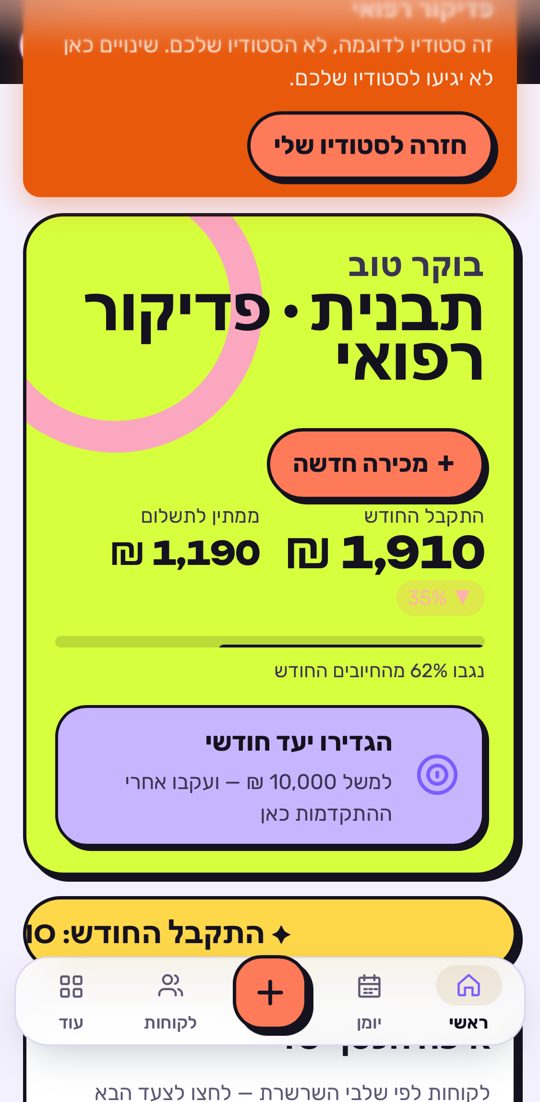 פדיקור רפואי
זה סטודיו לדוגמה, לא הסטודיו שלכם. שינויים כאן
לא יגיעו לסטודיו שלכם.
חזרה לסטודיו שלי
בוקר טוב
תבנית · פדיקור
רפואי
+ מכירה חדשה
התקבל החודש
1,910 ₪
▼ 35%
ממתין לתשלום
1,190 ₪
נגבו 62% מהחיובים החודש
הגדירו יעד חודשי
למשל 10,000 ₪ — ועקבו אחרי
ההתקדמות כאן
✦ התקבל החודש:
ראשי
יומן
+
לקוחות
עוד
לקוחות לפי שלבי השרשרת — לחצו לצעד הבא